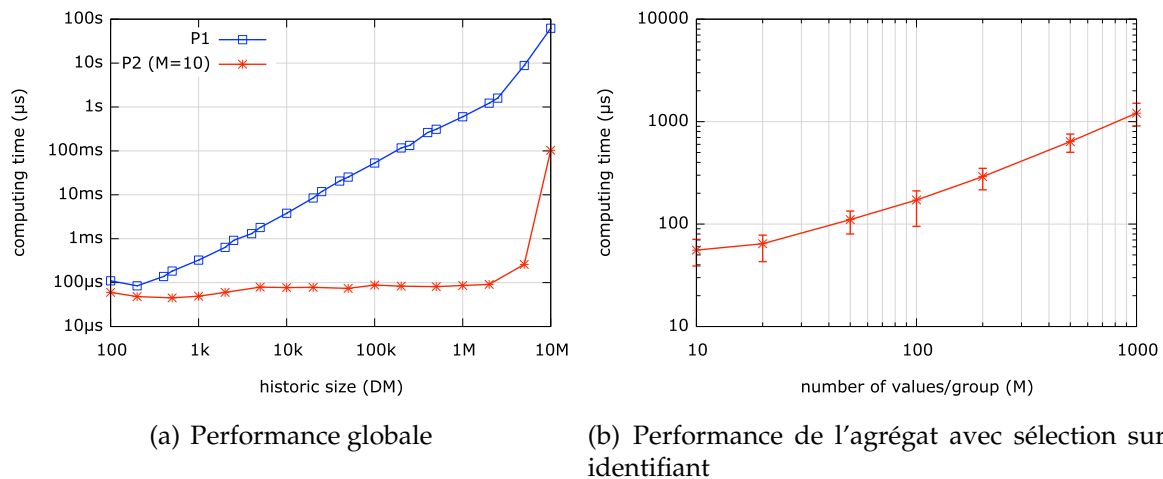 100s
10s
1s
100ms
10ms
1ms
100µs
10µs
computing time (µs)
P1
P2 (M=10)
100
1k
10k
100k
1M
10M
historic size (DM)
(a) Performance globale
10000
1000
100
10
computing time (µs)
10
100
1000
number of values/group (M)
(b) Performance de l'agrégat avec sélection sur
identifiant